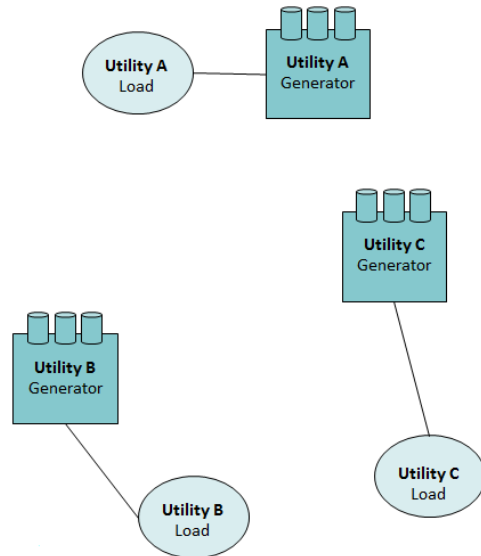 Utility A
Load
Utility A
Generator
Utility C
Generator
Utility B
Generator
Utility C
Load
Utility B
Load